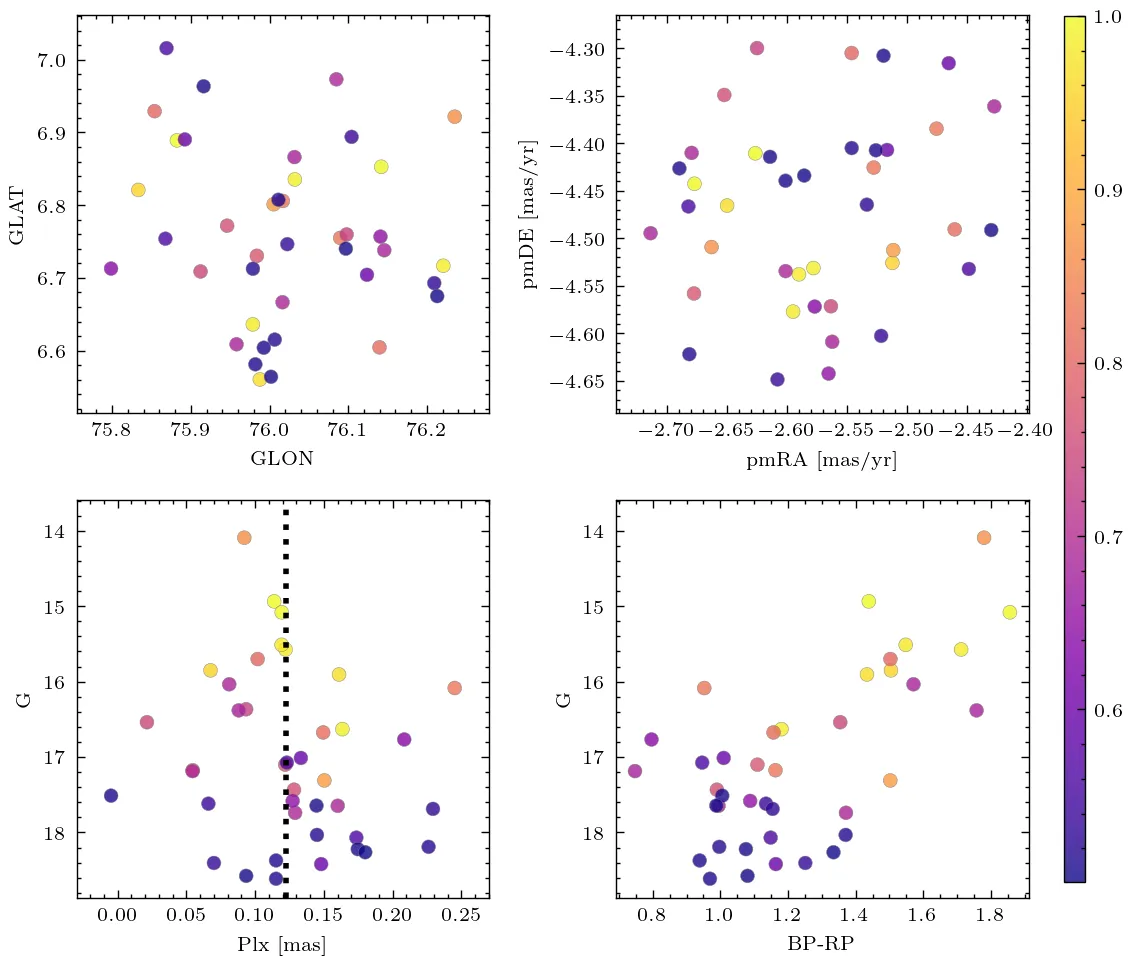 7.0
6.9
6.8
6.7
6.6
GLAT
75.8 75.9 76.0 76.1 76.2
GLON
−4.30
−4.35
−4.40
−4.45
−4.50
−4.55
−4.60
−4.65
pmDE [mas/yr]
−2.70 −2.65 −2.60 −2.55 −2.50 −2.45 −2.40
pmRA [mas/yr]
14
15
16
17
18
G
0.00 0.05 0.10 0.15 0.20 0.25
Plx [mas]
14
15
16
17
18
G
0.8 1.0 1.2 1.4 1.6 1.8
BP-RP
1.0
0.9
0.8
0.7
0.6